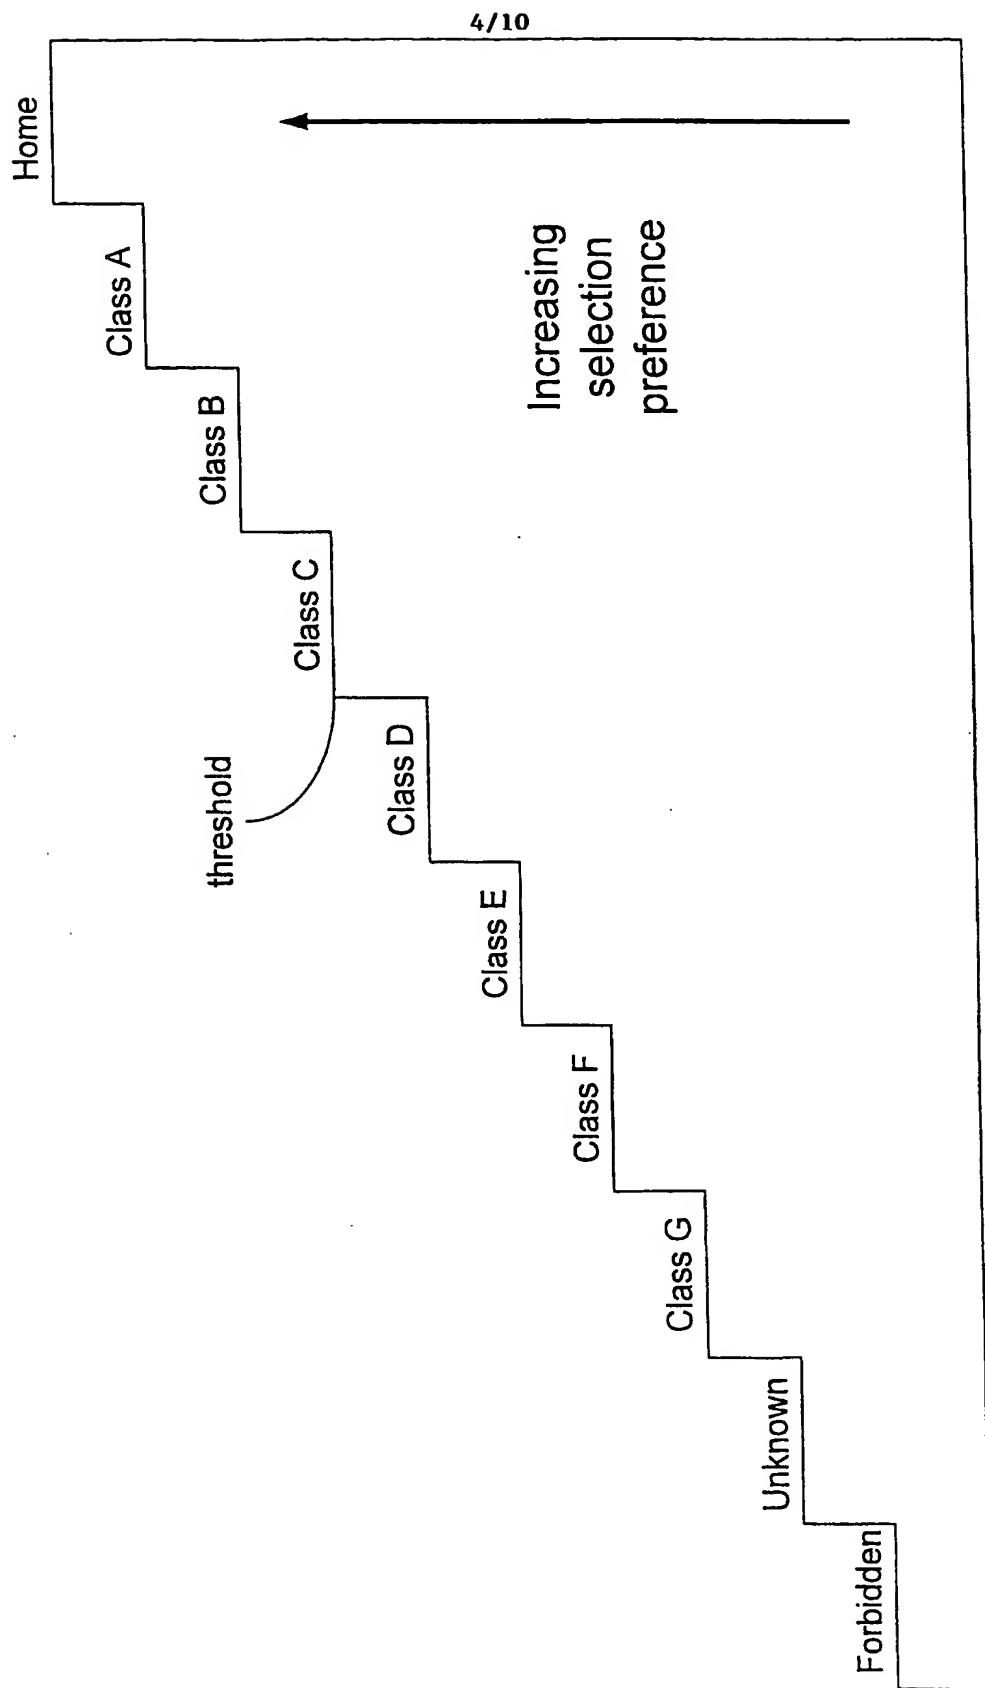 4/10
Home
Class A
Class B
Class C
threshold
Class D
Class E
Class F
Class G
Unknown
Forbidden
Increasing
selection
preference